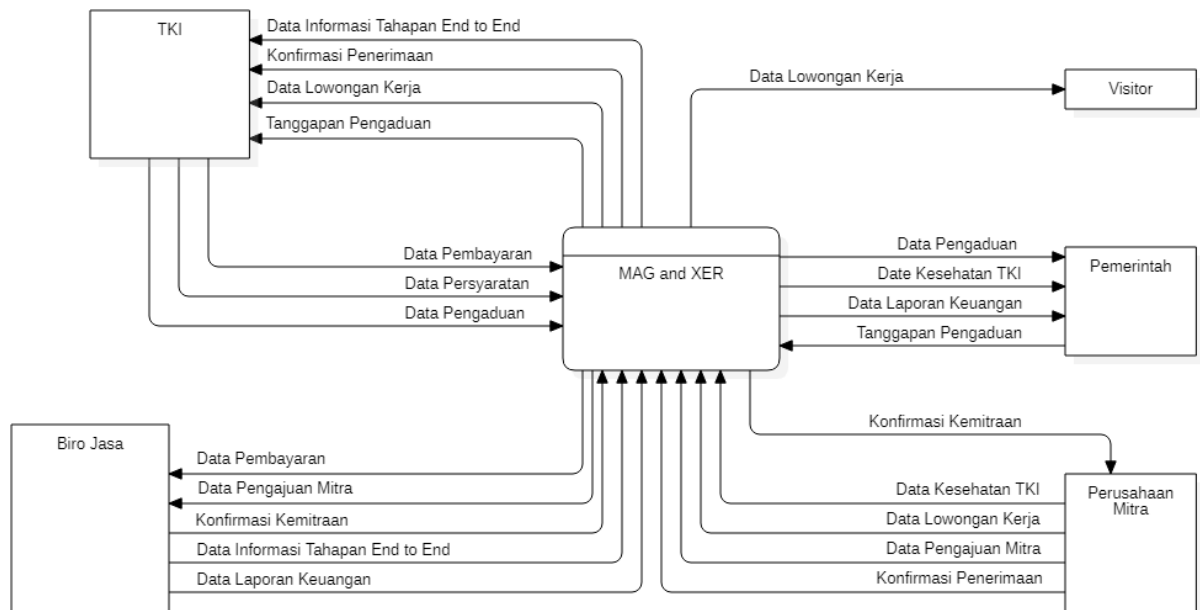 TKI
Data Informasi Tahapan End to End
Konfirmasi Penerimaan
Data Lowongan Kerja
Tanggapan Pengaduan
Data Lowongan Kerja
Visitor
Data Pembayaran
Data Persyaratan
Data Pengaduan
MAG and XER
Data Pengaduan
Date Kesehatan TKI
Data Laporan Keuangan
Tanggapan Pengaduan
Pemerintah
Biro Jasa
Data Pembayaran
Data Pengajuan Mitra
Konfirmasi Kemitraan
Data Informasi Tahapan End to End
Data Laporan Keuangan
Konfirmasi Kemitraan
Data Kesehatan TKI
Data Lowongan Kerja
Data Pengajuan Mitra
Konfirmasi Penerimaan
Perusahaan
Mitra